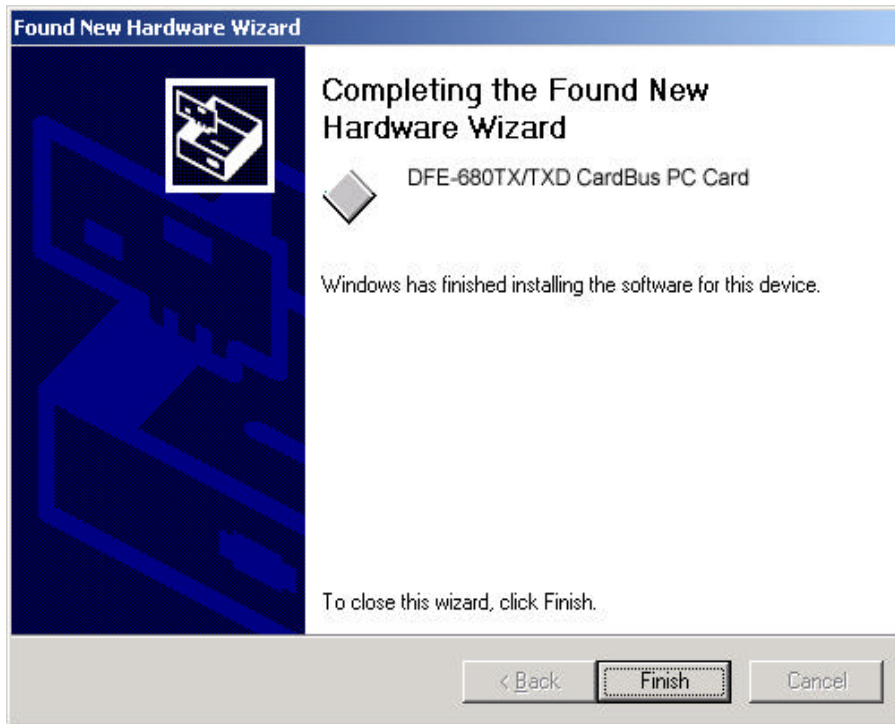 Found New Hardware Wizard
Completing the Found New
Hardware Wizard
DFE-680TX/TXD CardBus PC Card
Windows has finished installing the software for this device.
To close this wizard, click Finish.
< Back
Finish
Cancel